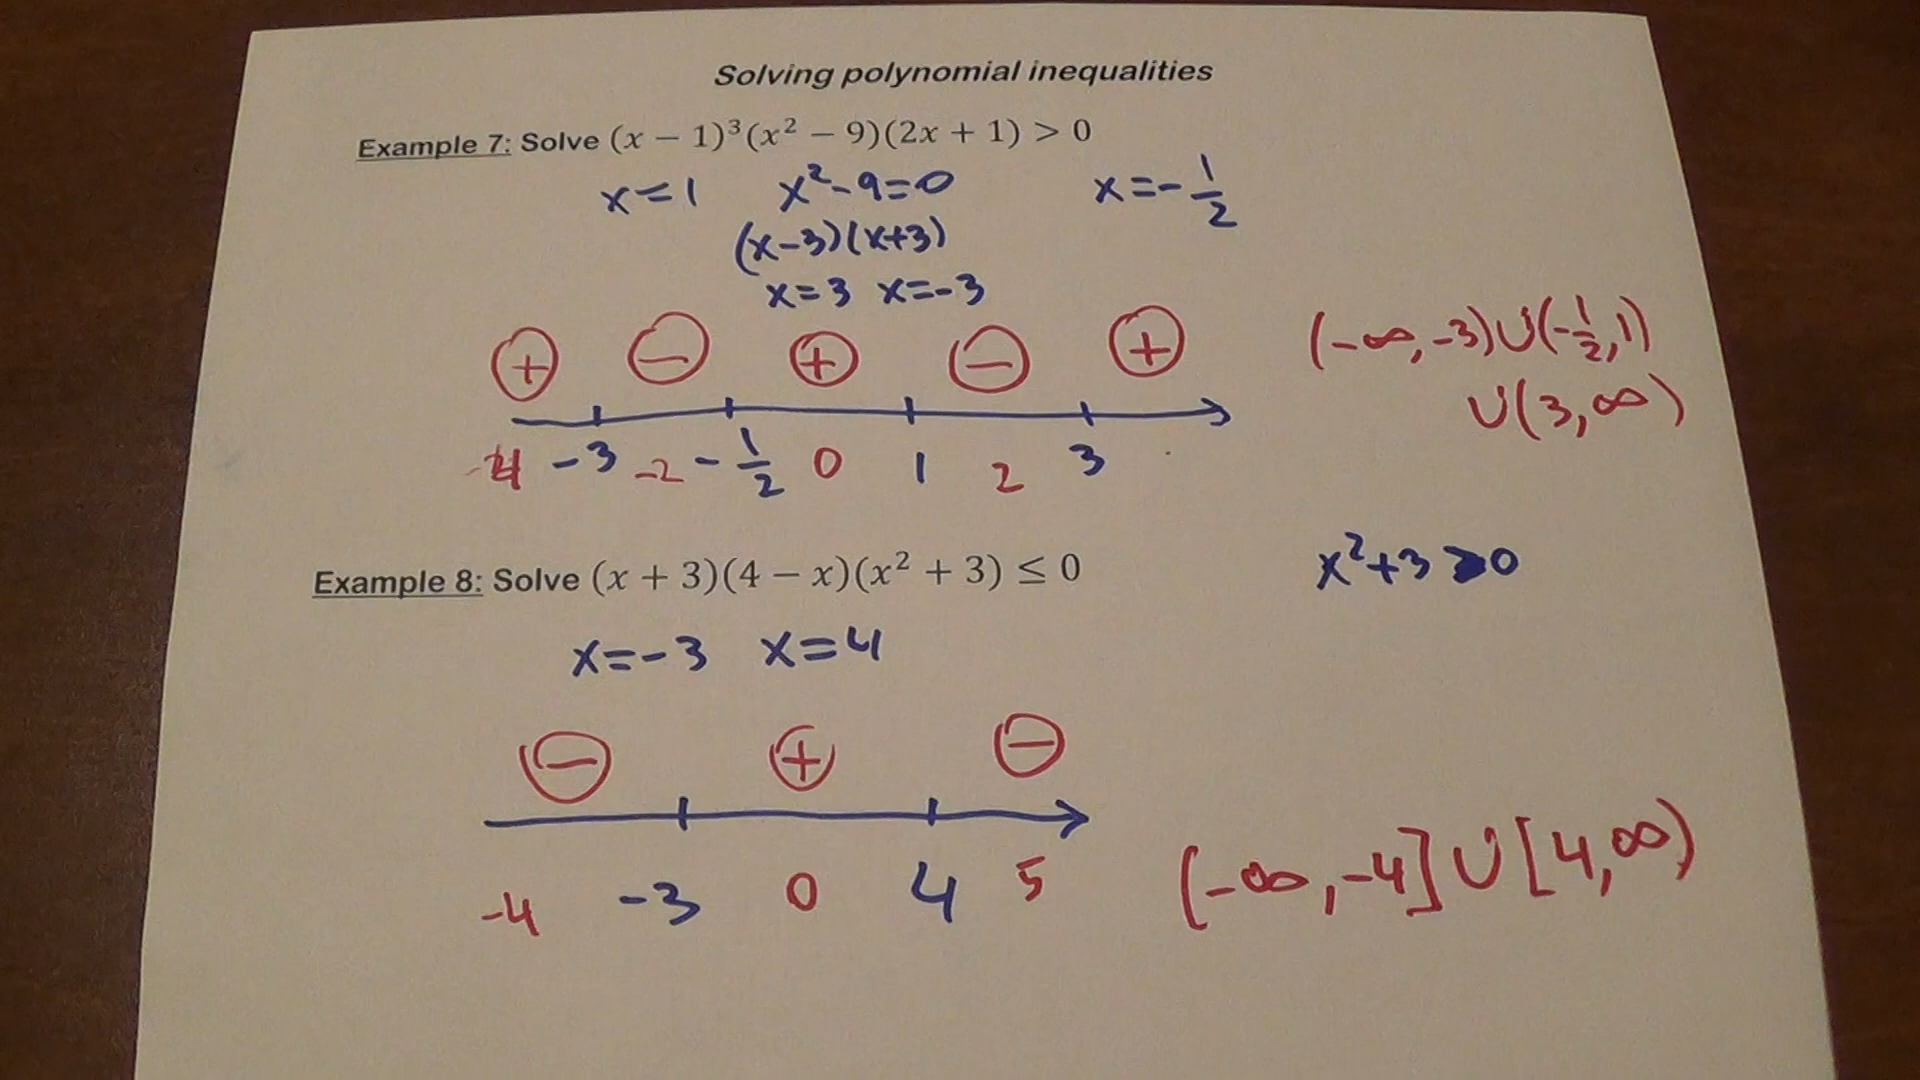 Solving polynomial inequalities
Example 7: Solve (x − 1)³(x² − 9)(2x + 1) > 0
x=1 x²-9=0 x=-1/2
(x-3)(x+3)
x=3 x=-3
+ − + − +
(-∞,-3)∪(-1/2,1)
∪(3,∞)
-4 -3 -2 -1/2 0 1 2 3
Example 8: Solve (x + 3)(4 − x)(x² + 3) ≤ 0
x²+3>0
x=-3 x=4
− + −
-4 -3 0 4 5
(-∞,-4]∪[4,∞)